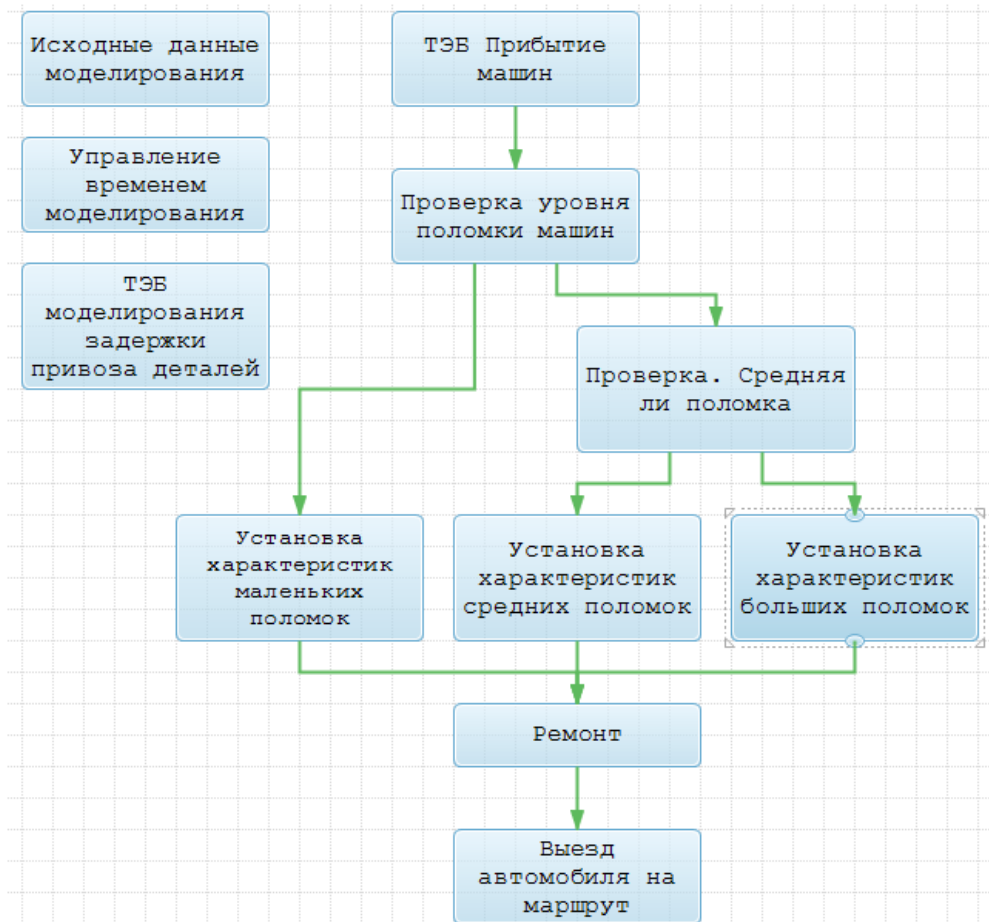 Исходные данные
моделирования
ТЭБ Прибытие
машин
Управление
временем
моделирования
Проверка уровня
поломки машин
ТЭБ
моделирования
задержки
привоза деталей
Проверка. Средняя
ли поломка
Установка
характеристик
маленьких
поломок
Установка
характеристик
средних поломок
Установка
характеристик
больших поломок
Ремонт
Выезд
автомобиля на
маршрут